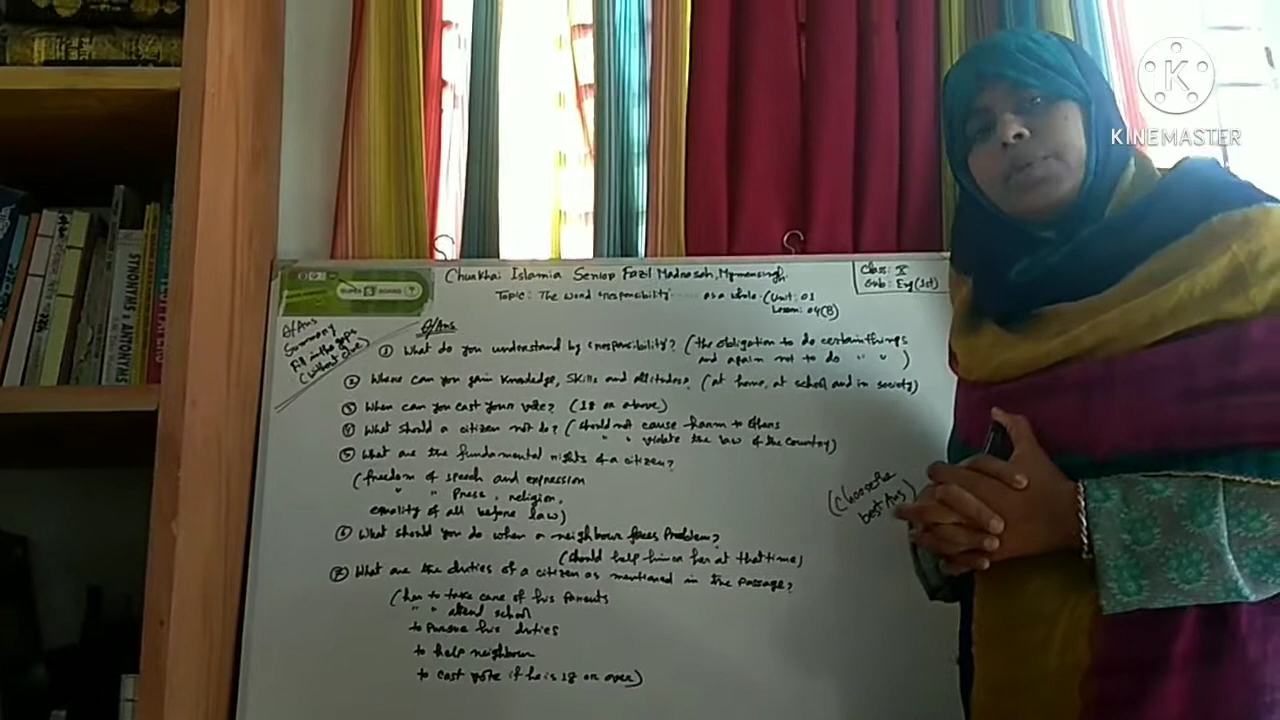 KINEMASTER
K
SYNONYMS & ANTONYMS
SUPER BOARD
Churkhai Islamia Senior Fazil Madrasah, Mymensingh.
Class: X
Sub: Eng (1st)
Topic: The word 'responsibility' ...... as a whole (Unit: 01
Lesson: 04(B)
Q/Ans
Summary
Fill in the gaps
(without clue)
Q/Ans
① What do you understand by 'responsibility'? (the obligation to do certain things
and again not to do " " )
② Where can you gain knowledge, skills and attitudes? (at home, at school and in society)
③ When can you cast your vote? (18 or above)
④ What should a citizen not do? (should not cause harm to others
" " violate the law of the country)
⑤ What are the fundamental rights of a citizen?
(freedom of speech and expression
" " Press, religion,
equality of all before law)
⑥ What should you do when a neighbour faces problem?
(should help him or her at that time)
⑦ What are the duties of a citizen as mentioned in the passage?
(has to take care of his parents
" " attend school
to pursue his duties
to help neighbour
to cast vote if he is 18 or over)
(Choose the
best Ans)